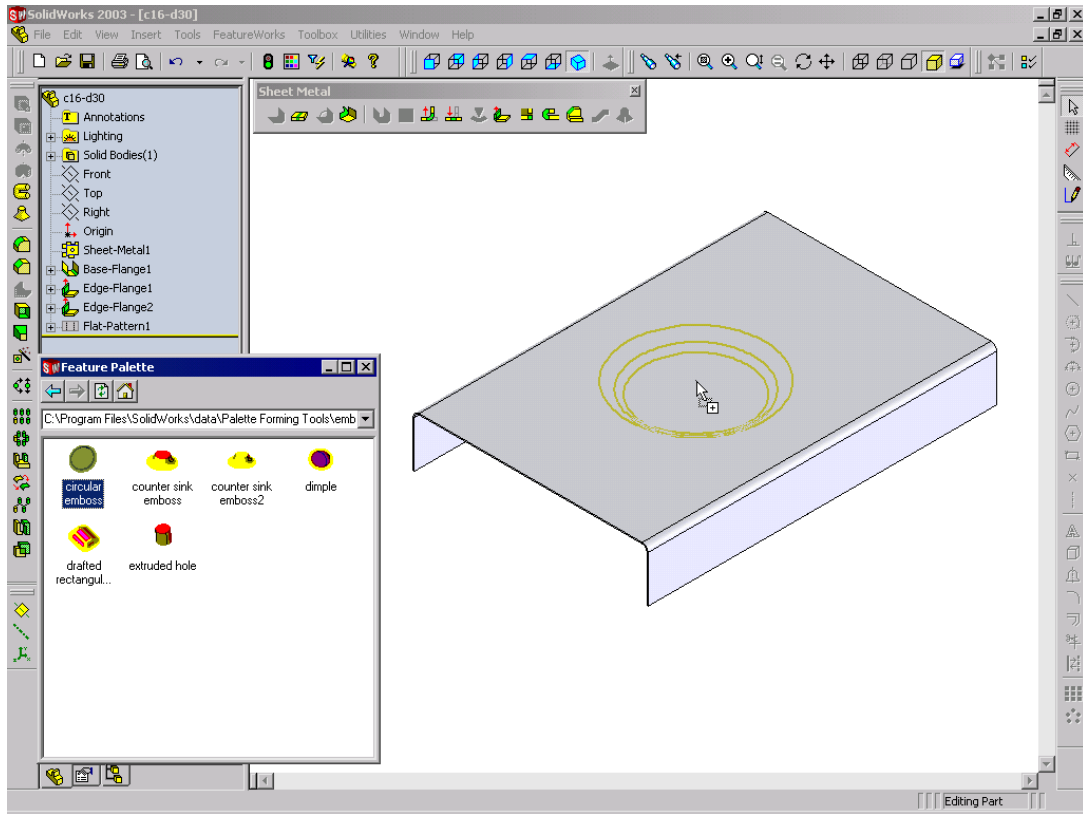 SolidWorks 2003 - [c16-d30]
File Edit View Insert Tools FeatureWorks Toolbox Utilities Window Help
Sheet Metal
c16-d30
Annotations
Lighting
Solid Bodies(1)
Front
Top
Right
Origin
Sheet-Metal1
Base-Flange1
Edge-Flange1
Edge-Flange2
Flat-Pattern1
Feature Palette
C:\Program Files\SolidWorks\data\Palette Forming Tools\emb
circular
emboss
counter sink
emboss
counter sink
emboss2
dimple
drafted
rectangul...
extruded hole
Editing Part